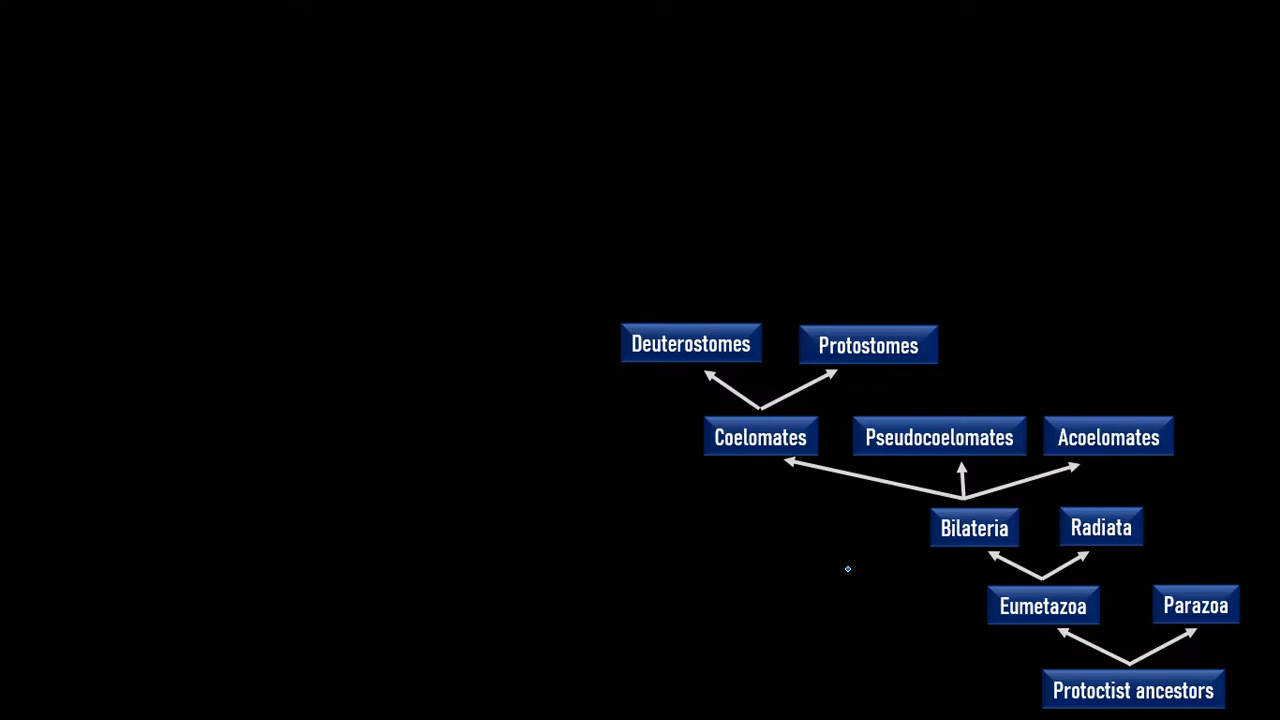 Deuterostomes
Protostomes
Coelomates
Pseudocoelomates
Acoelomates
Bilateria
Radiata
Eumetazoa
Parazoa
Protoctist ancestors